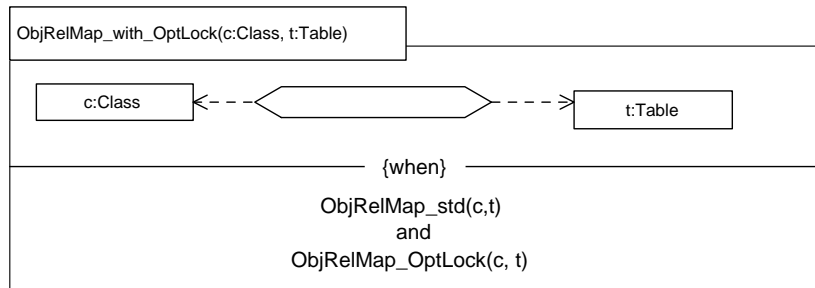 ObjRelMap_with_OptLock(c:Class, t:Table)
c:Class
t:Table
{when}
ObjRelMap_std(c,t)
and
ObjRelMap_OptLock(c, t)